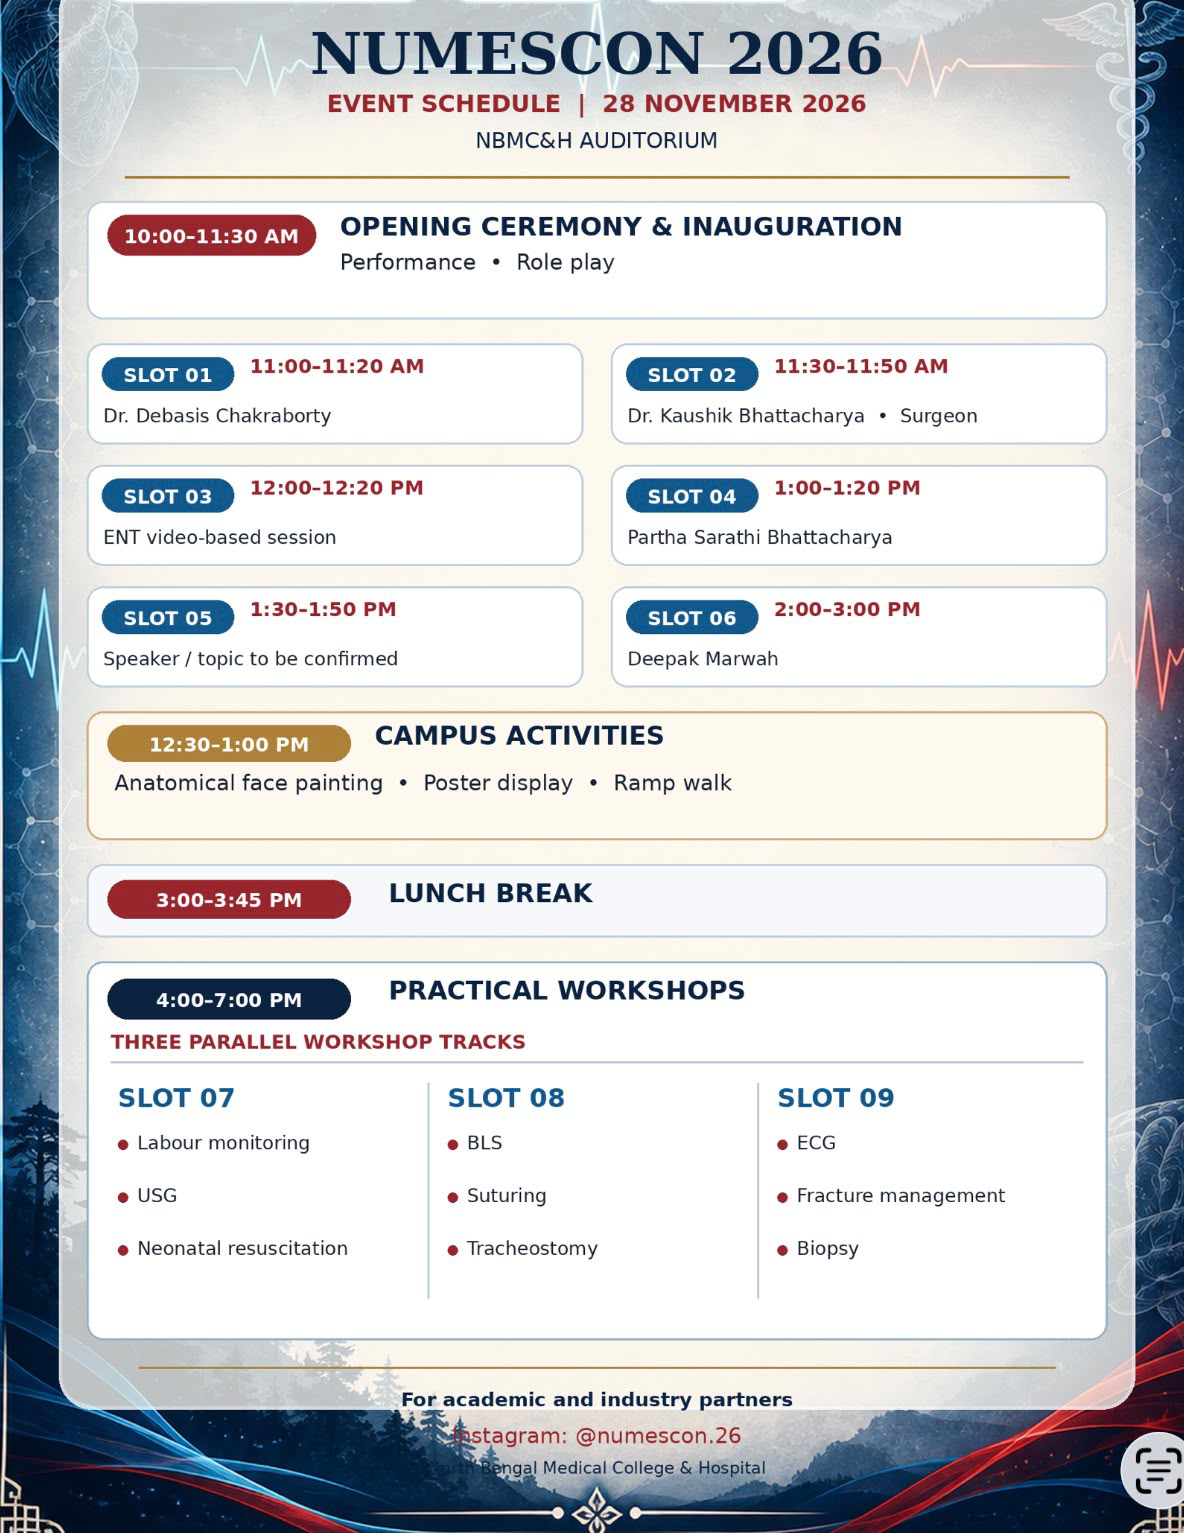 NUMESCON 2026
EVENT SCHEDULE | 28 NOVEMBER 2026
NBMC&H AUDITORIUM
10:00–11:30 AM
OPENING CEREMONY & INAUGURATION
Performance • Role play
SLOT 01 11:00–11:20 AM
Dr. Debasis Chakraborty
SLOT 02 11:30–11:50 AM
Dr. Kaushik Bhattacharya • Surgeon
SLOT 03 12:00–12:20 PM
ENT video-based session
SLOT 04 1:00–1:20 PM
Partha Sarathi Bhattacharya
SLOT 05 1:30–1:50 PM
Speaker / topic to be confirmed
SLOT 06 2:00–3:00 PM
Deepak Marwah
12:30–1:00 PM CAMPUS ACTIVITIES
Anatomical face painting • Poster display • Ramp walk
3:00–3:45 PM LUNCH BREAK
4:00–7:00 PM PRACTICAL WORKSHOPS
THREE PARALLEL WORKSHOP TRACKS
SLOT 07
• Labour monitoring
• USG
• Neonatal resuscitation
SLOT 08
• BLS
• Suturing
• Tracheostomy
SLOT 09
• ECG
• Fracture management
• Biopsy
For academic and industry partners
Instagram: @numescon.26
North Bengal Medical College & Hospital